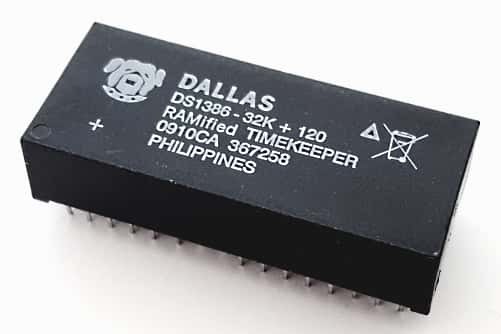 DALLAS
DS1386-32K+120
RAMified TIMEKEEPER
0910CA 367258
PHILIPPINES
+